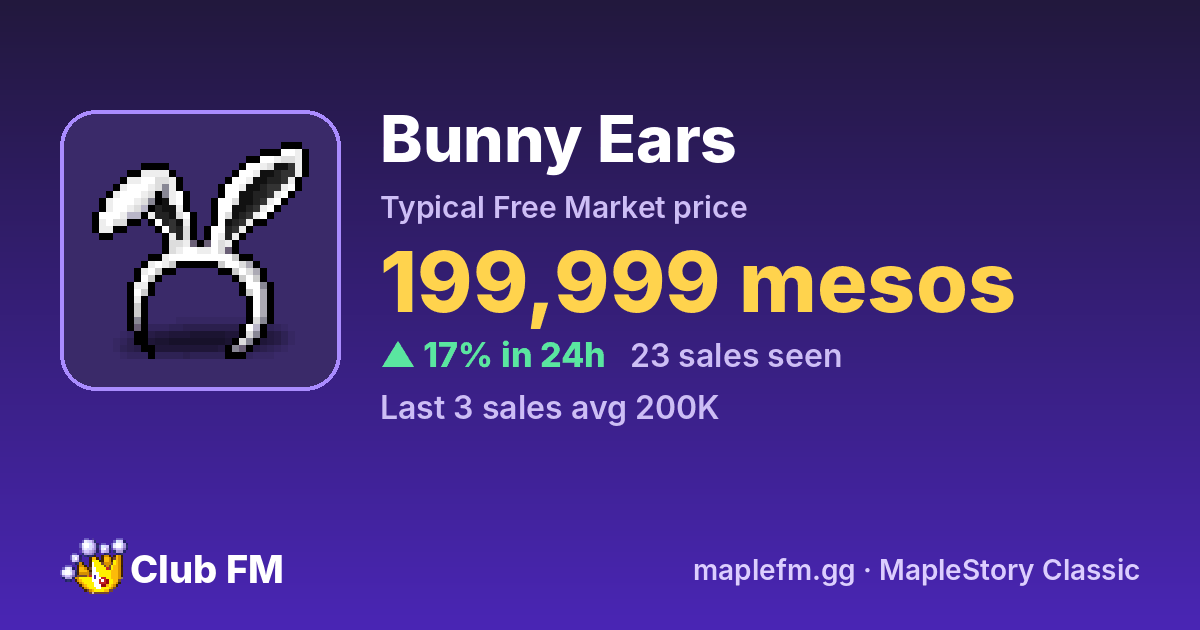 Bunny Ears
Typical Free Market price
199,999 mesos
▲ 17% in 24h 23 sales seen
Last 3 sales avg 200K
Club FM
maplefm.gg · MapleStory Classic